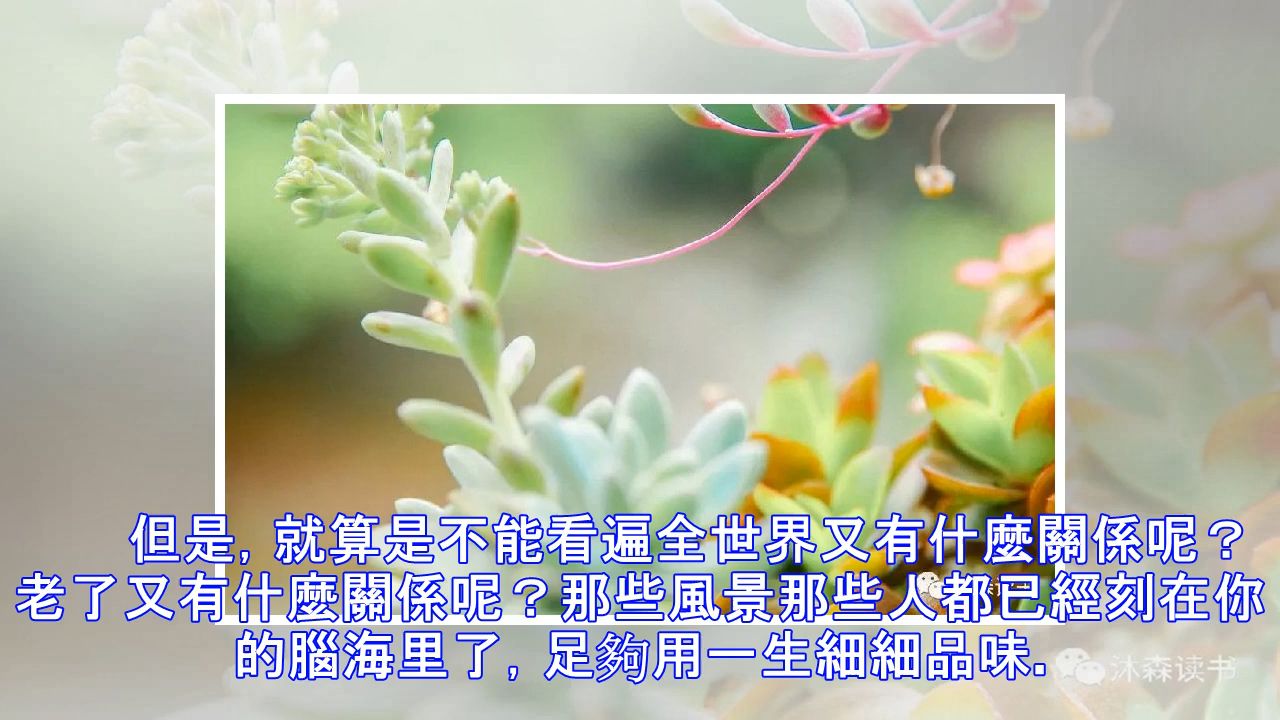 但是, 就算是不能看遍全世界又有什麼關係呢？
老了又有什麼關係呢？那些風景那些人都已經刻在你
的腦海里了, 足夠用一生細細品味.
沐森读书